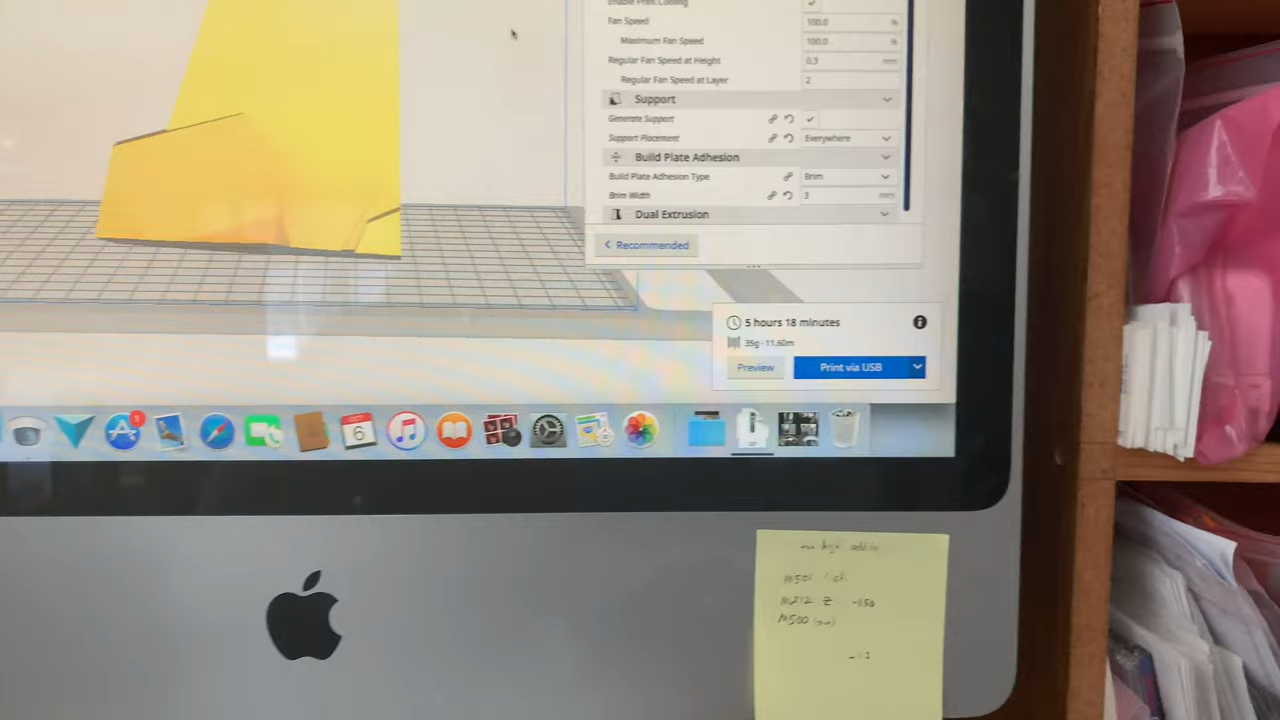 Enable Print Cooling
Fan Speed 100.0 %
Maximum Fan Speed 100.0 %
Regular Fan Speed at Height 0.3 mm
Regular Fan Speed at Layer 2
Support
Generate Support
Support Placement Everywhere
Build Plate Adhesion
Build Plate Adhesion Type Brim
Brim Width 3 mm
Dual Extrusion
Recommended
5 hours 18 minutes
35g · 11.60m
Preview Print via USB
6
M501
Z
M500